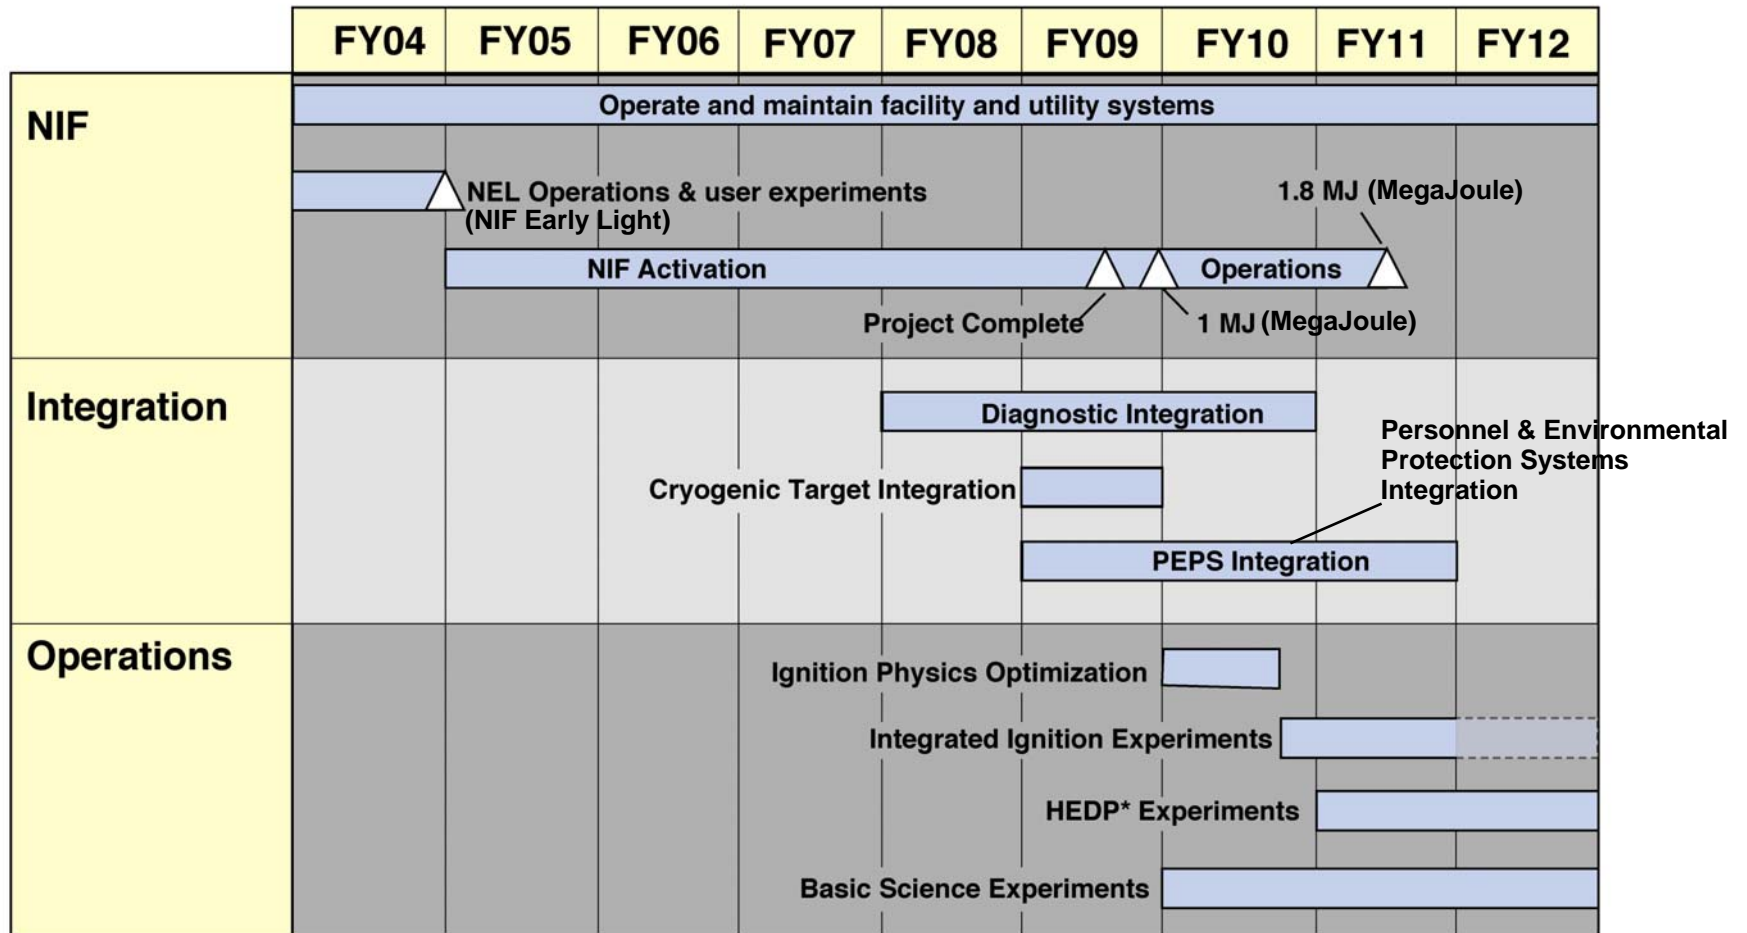 FY04 FY05 FY06 FY07 FY08 FY09 FY10 FY11 FY12
NIF
Operate and maintain facility and utility systems
NEL Operations & user experiments
(NIF Early Light)
1.8 MJ (MegaJoule)
NIF Activation
Operations
Project Complete
1 MJ (MegaJoule)
Integration
Diagnostic Integration
Personnel & Environmental
Protection Systems
Integration
Cryogenic Target Integration
PEPS Integration
Operations
Ignition Physics Optimization
Integrated Ignition Experiments
HEDP* Experiments
Basic Science Experiments